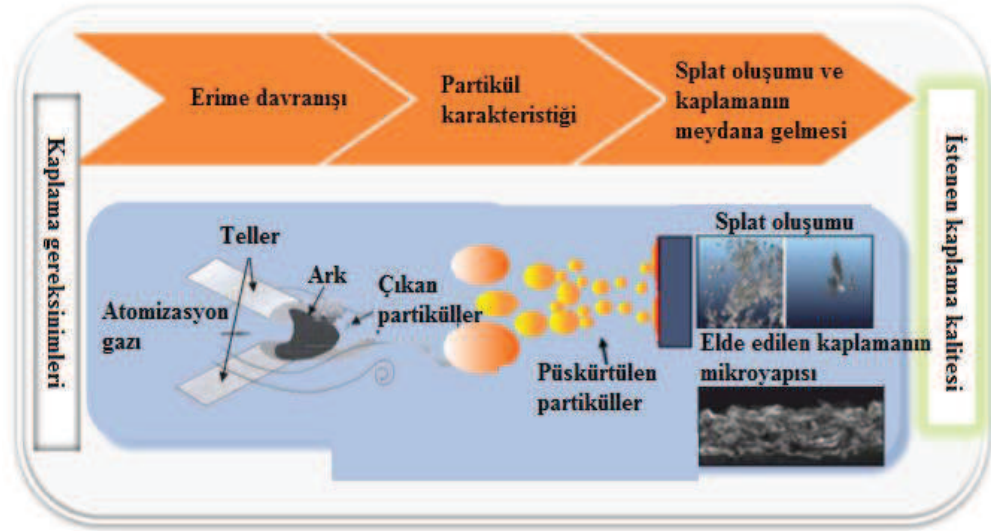 Kaplama gereksinimleri
Erime davranışı
Partikül
karakteristiği
Splat oluşumu ve
kaplamanın
meydana gelmesi
İstenen kaplama kalitesi
Teller
Ark
Atomizasyon
gazı
Çıkan
partiküller
Püskürtülen
partiküller
Splat oluşumu
Elde edilen kaplamanın
mikroyapısı